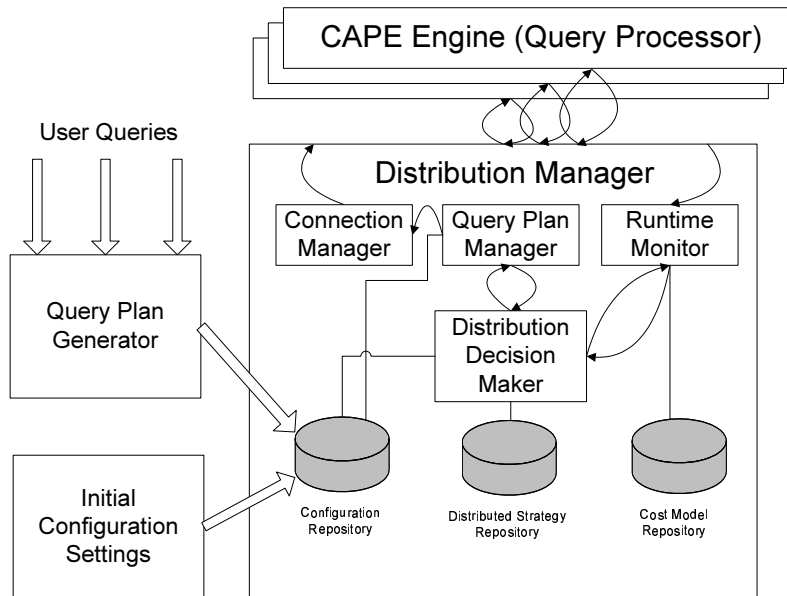 CAPE Engine (Query Processor)
User Queries
Distribution Manager
Connection
Manager
Query Plan
Manager
Runtime
Monitor
Query Plan
Generator
Distribution
Decision
Maker
Initial
Configuration
Settings
Configuration
Repository
Distributed Strategy
Repository
Cost Model
Repository